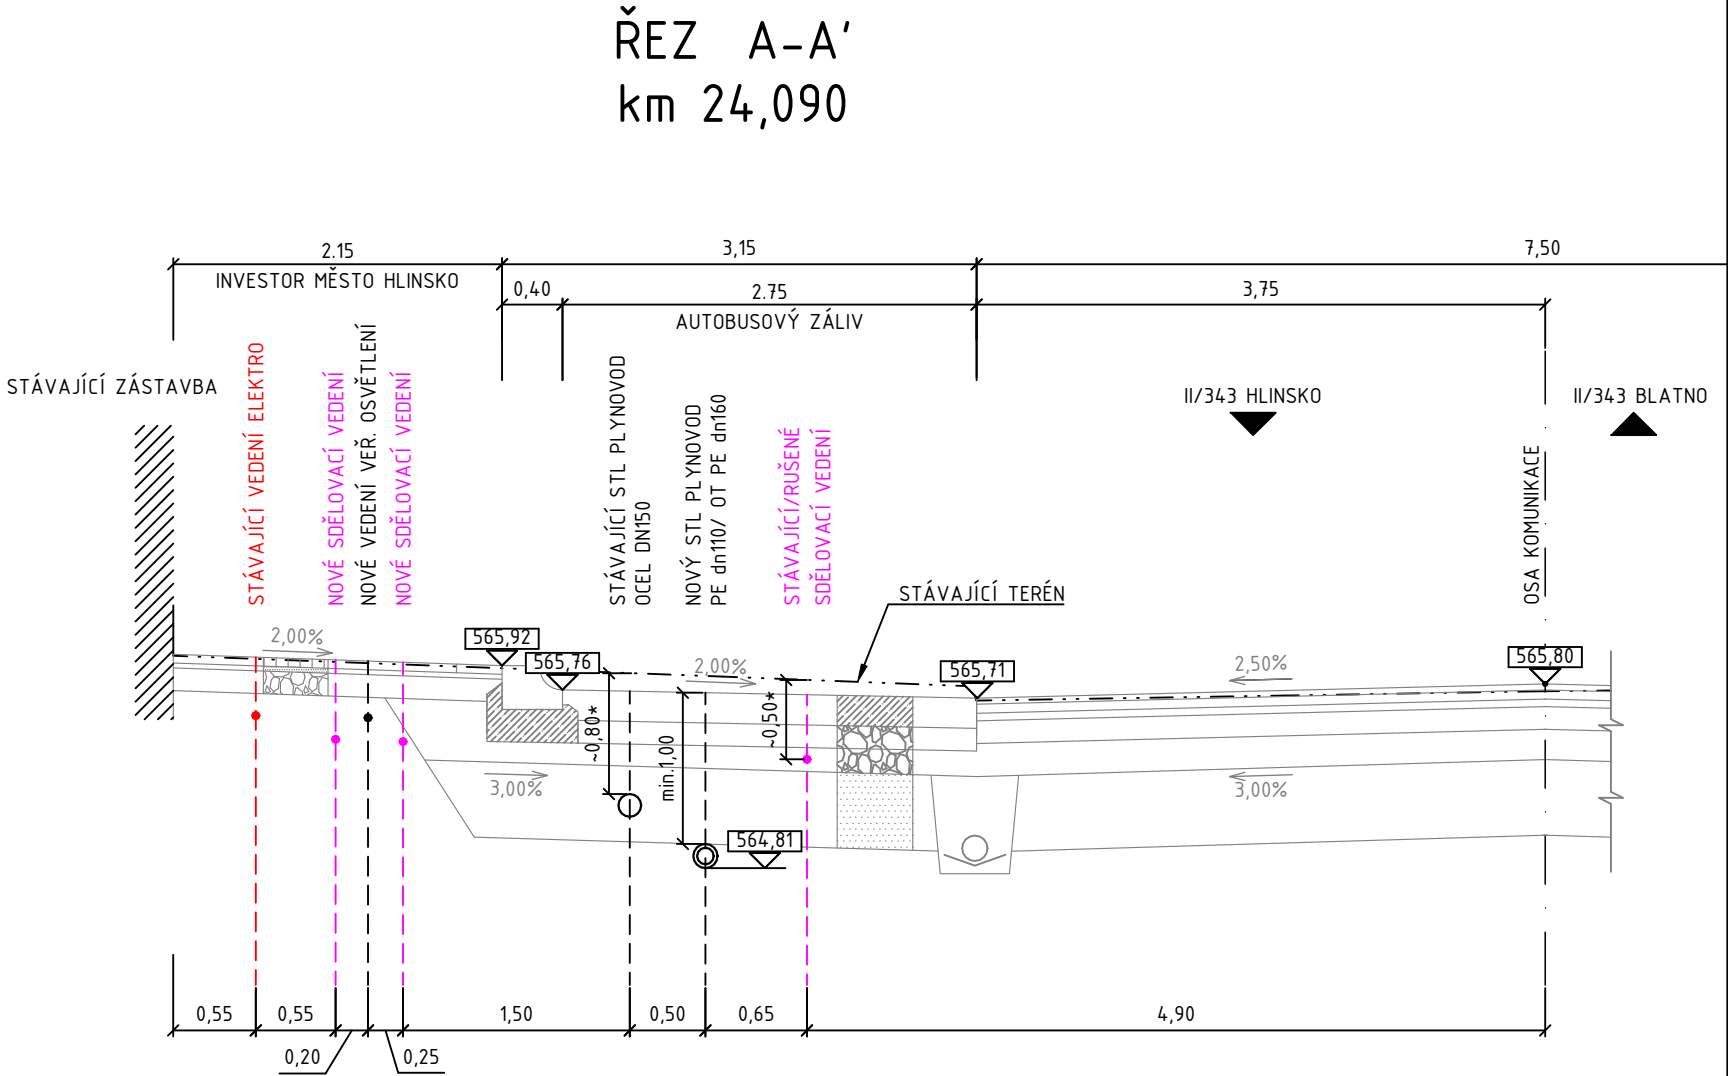 ŘEZ A-A'
km 24,090
2.15
3,15
7,50
INVESTOR MĚSTO HLINSKO
0,40
2.75
3,75
AUTOBUSOVÝ ZÁLIV
STÁVAJÍCÍ ZÁSTAVBA
STÁVAJÍCÍ VEDENÍ ELEKTRO
NOVÉ SDĚLOVACÍ VEDENÍ
NOVÉ VEDENÍ VEŘ. OSVĚTLENÍ
NOVÉ SDĚLOVACÍ VEDENÍ
STÁVAJÍCÍ STL PLYNOVOD
OCEL DN150
NOVÝ STL PLYNOVOD
PE dn110/ OT PE dn160
STÁVAJÍCÍ/RUŠENÉ
SDĚLOVACÍ VEDENÍ
II/343 HLINSKO
II/343 BLATNO
OSA KOMUNIKACE
STÁVAJÍCÍ TERÉN
2,00%
565,92
565,76
2,00%
565,71
2,50%
565,80
~0,80*
min.1,00
~0,50*
3,00%
3,00%
564,81
0,55
0,55
1,50
0,50
0,65
4,90
0,20
0,25